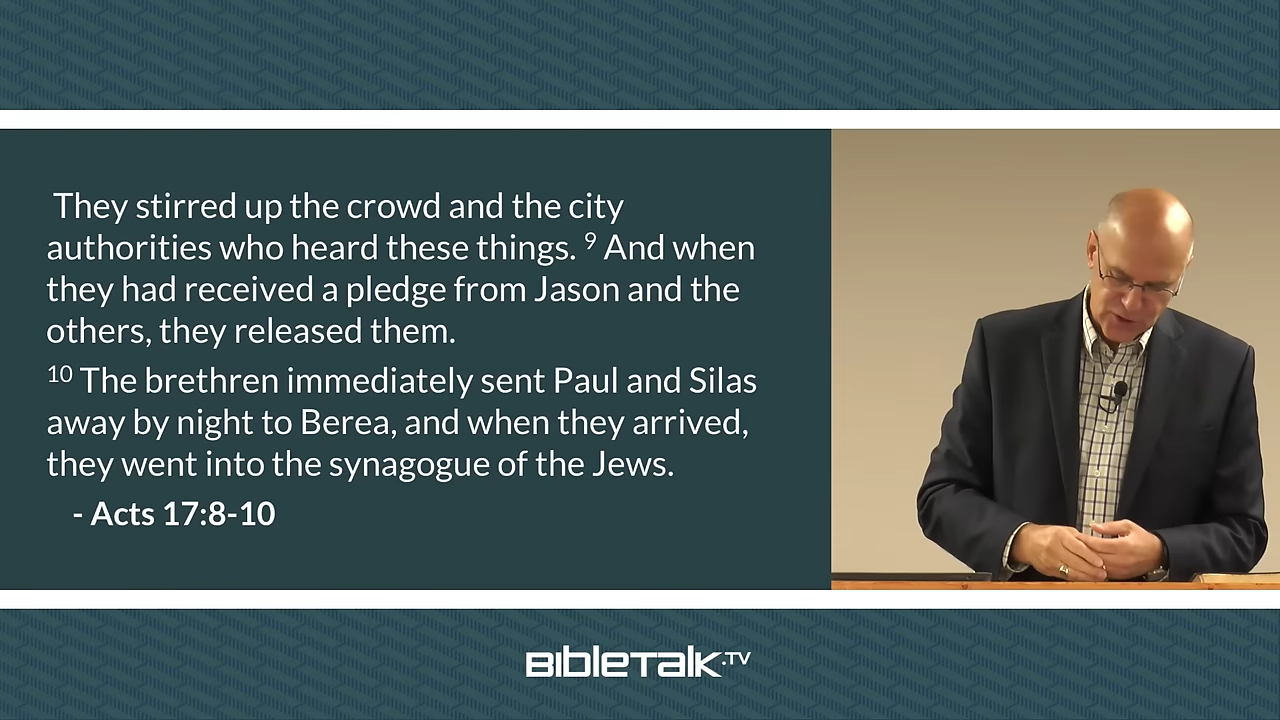 They stirred up the crowd and the city
authorities who heard these things. 9 And when
they had received a pledge from Jason and the
others, they released them.
10 The brethren immediately sent Paul and Silas
away by night to Berea, and when they arrived,
they went into the synagogue of the Jews.
- Acts 17:8-10
BibleTalk.TV